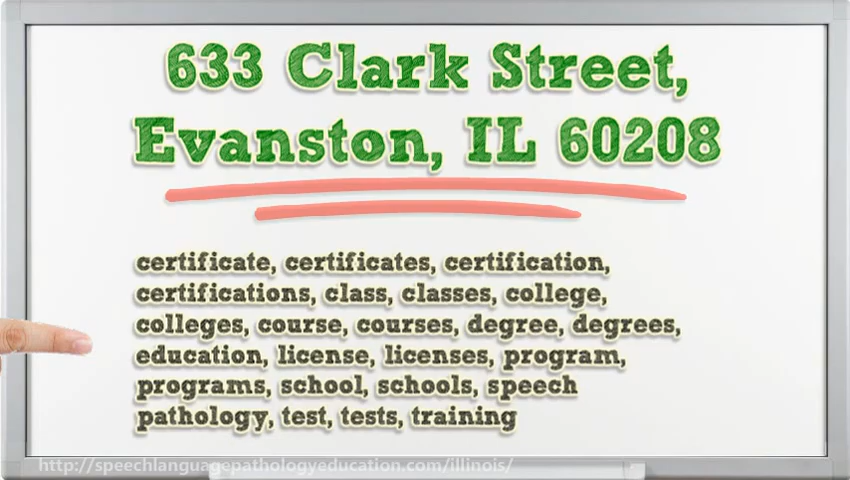 633 Clark Street,
Evanston, IL 60208
certificate, certificates, certification,
certifications, class, classes, college,
colleges, course, courses, degree, degrees,
education, license, licenses, program,
programs, school, schools, speech
pathology, test, tests, training
http://speechlanguagepathologyeducation.com/illinois/